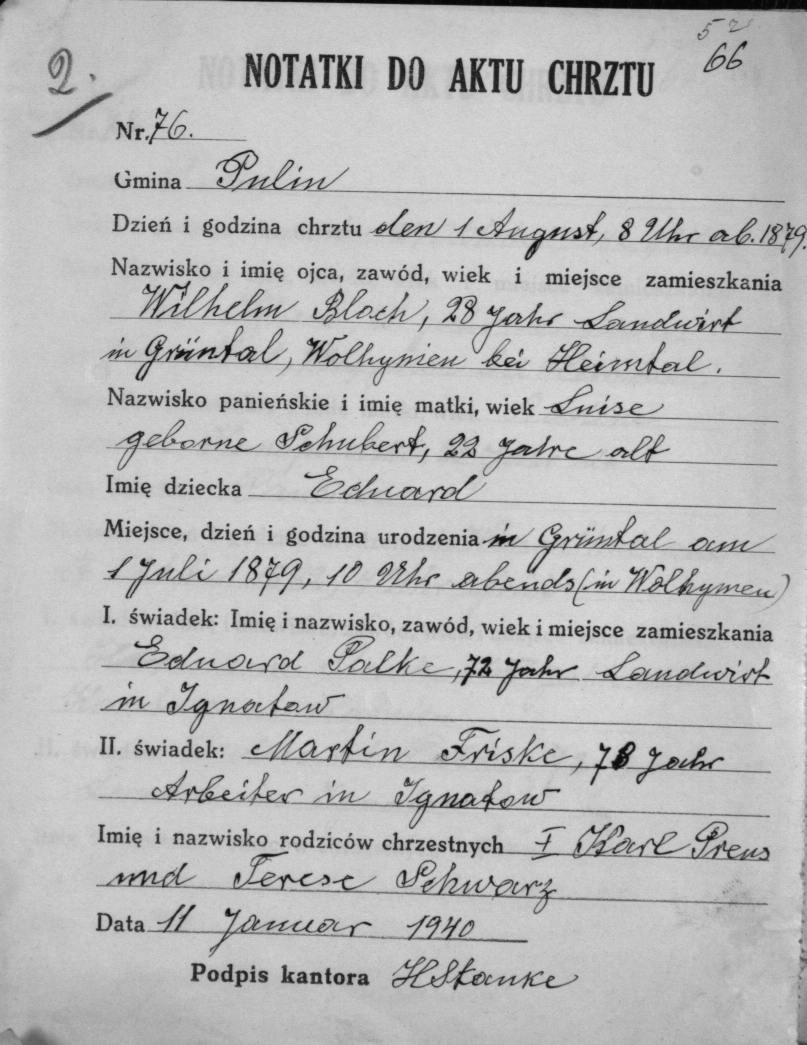 52
66
2.
NOTATKI DO AKTU CHRZTU
Nr. 76.
Gmina Pulin
Dzień i godzina chrztu den 1 August, 8 Uhr ab. 1879.
Nazwisko i imię ojca, zawód, wiek i miejsce zamieszkania
Wilhelm Bloch, 28 Jahr Landwirt
in Grüntal, Wolhynien bei Heimtal.
Nazwisko panieńskie i imię matki, wiek Luise
geborne Schubert, 22 Jahre alt
Imię dziecka Eduard
Miejsce, dzień i godzina urodzenia in Grüntal am
1 Juli 1879, 10 Uhr abends (in Wolhynien)
I. świadek: Imię i nazwisko, zawód, wiek i miejsce zamieszkania
Eduard Palke, 72 Jahr Landwirt
in Ignatow
II. świadek: Martin Friske, 73 Jahr
Arbeiter in Ignatow
Imię i nazwisko rodziców chrzestnych I Karl Preus
und Terese Schwarz
Data 11 Januar 1940
Podpis kantora HStanke